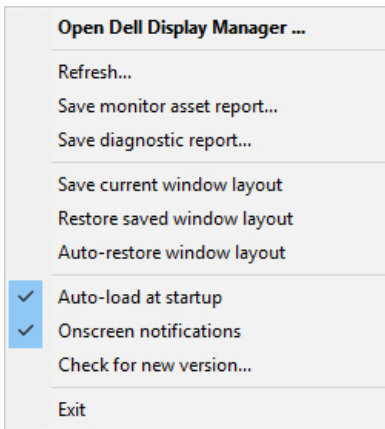 Open Dell Display Manager ...
Refresh...
Save monitor asset report...
Save diagnostic report...
Save current window layout
Restore saved window layout
Auto-restore window layout
Auto-load at startup
Onscreen notifications
Check for new version...
Exit